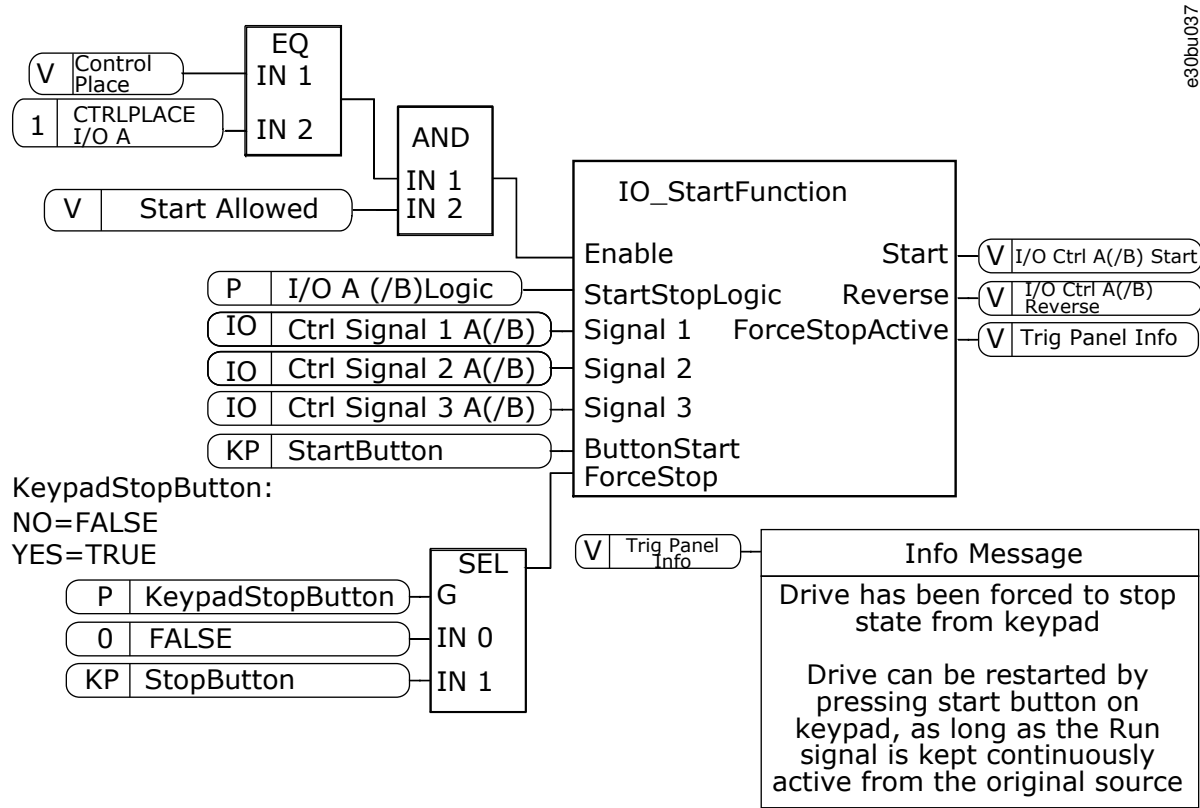 e30bu037
EQ
V Control
Place
IN 1
1 CTRLPLACE
I/O A
IN 2
AND
IN 1
V Start Allowed
IN 2
IO_StartFunction
Enable Start
V I/O Ctrl A(/B) Start
P I/O A (/B)Logic
StartStopLogic Reverse
V I/O Ctrl A(/B)
Reverse
IO Ctrl Signal 1 A(/B)
Signal 1 ForceStopActive
V Trig Panel Info
IO Ctrl Signal 2 A(/B)
Signal 2
IO Ctrl Signal 3 A(/B)
Signal 3
KP StartButton
ButtonStart
ForceStop
KeypadStopButton:
NO=FALSE
YES=TRUE
SEL
P KeypadStopButton
G
0 FALSE
IN 0
KP StopButton
IN 1
V Trig Panel
Info
Info Message
Drive has been forced to stop
state from keypad
Drive can be restarted by
pressing start button on
keypad, as long as the Run
signal is kept continuously
active from the original source